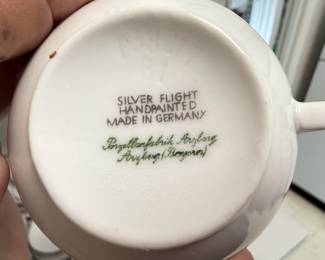 SILVER FLIGHT
HANDPAINTED
MADE IN GERMANY
Porzellanfabrik Arzberg
Arzberg (Bayern)